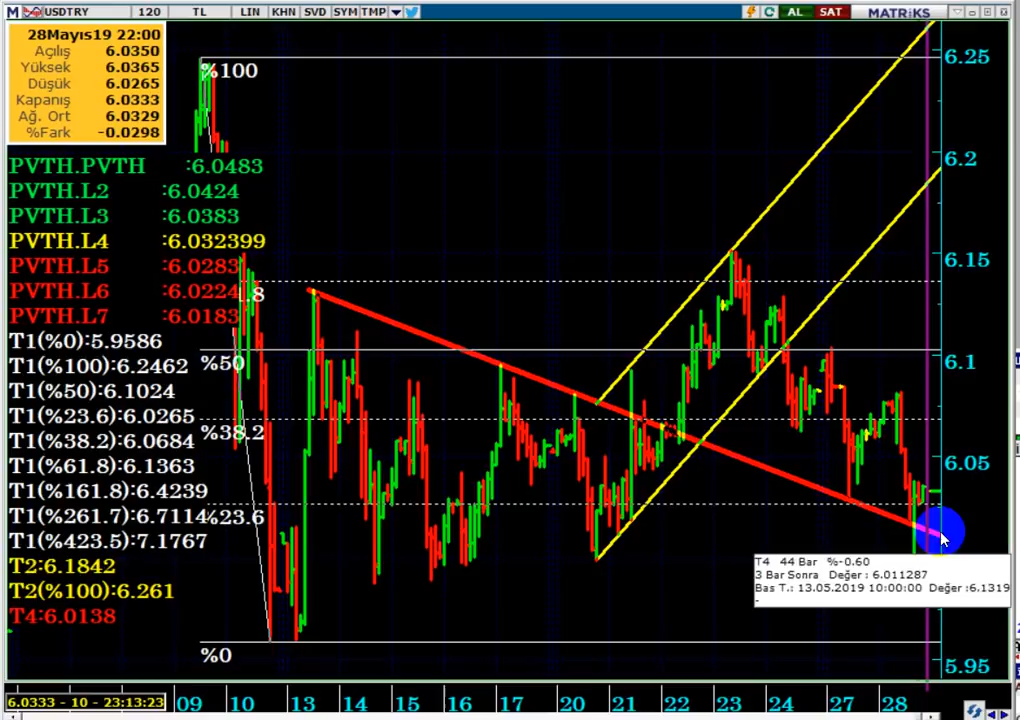 M USDTRY 120 TL LIN KHN SVD SYM TMP AL SAT MATRiKS
28Mayıs19 22:00
Açılış 6.0350
Yüksek 6.0365
Düşük 6.0265
Kapanış 6.0333
Ağ. Ort 6.0329
%Fark -0.0298
%100
PVTH.PVTH :6.0483
PVTH.L2 :6.0424
PVTH.L3 :6.0383
PVTH.L4 :6.032399
PVTH.L5 :6.0283
PVTH.L6 :6.0224
PVTH.L7 :6.0183
T1(%0):5.9586
T1(%100):6.2462
T1(%50):6.1024
T1(%23.6):6.0265
T1(%38.2):6.0684
T1(%61.8):6.1363
T1(%161.8):6.4239
T1(%261.7):6.7114
T1(%423.5):7.1767
T2:6.1842
T2(%100):6.261
T4:6.0138
1.8
%50
%38.2
%23.6
%0
6.25
6.2
6.15
6.1
6.05
5.95
T4 44 Bar %-0.60
3 Bar Sonra Değer : 6.011287
Bas T.: 13.05.2019 10:00:00 Değer :6.1319
-
6.0333 - 10 - 23:13:23
09 10 13 14 15 16 17 20 21 22 23 24 27 28